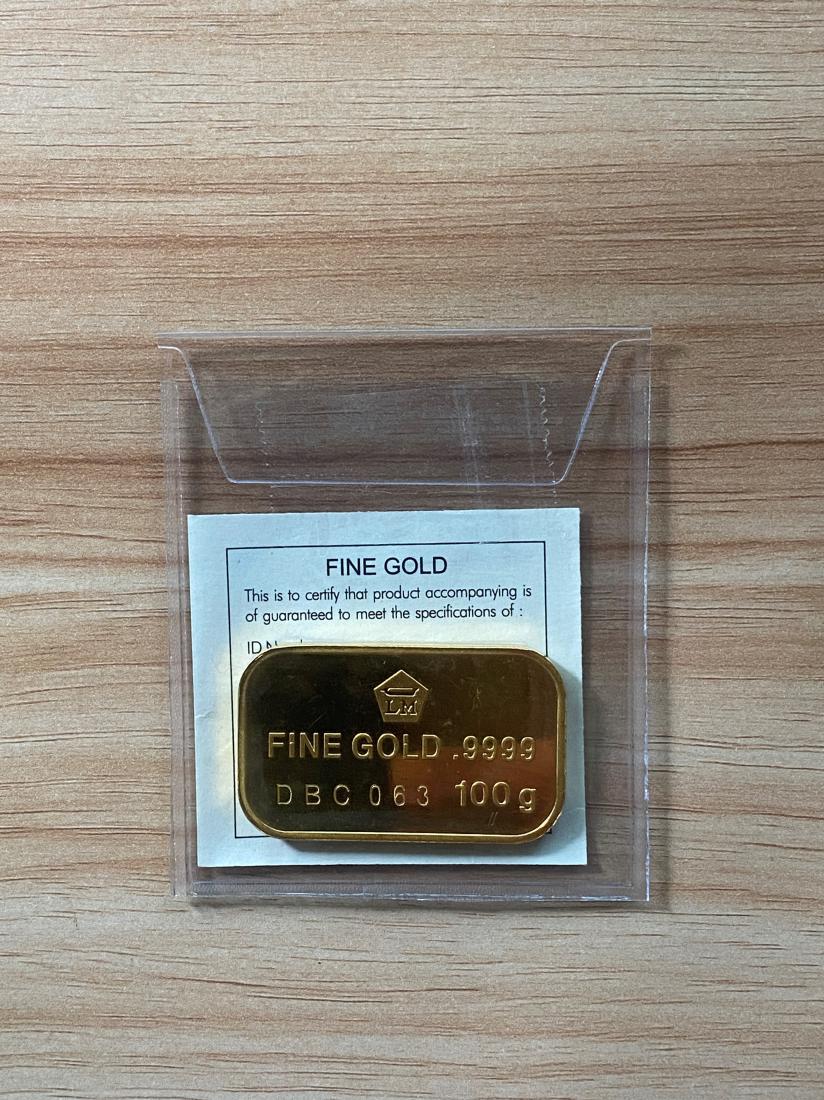 FINE GOLD
This is to certify that product accompanying is
of guaranteed to meet the specifications of :
LM
FINE GOLD .9999
DBC 063 100g